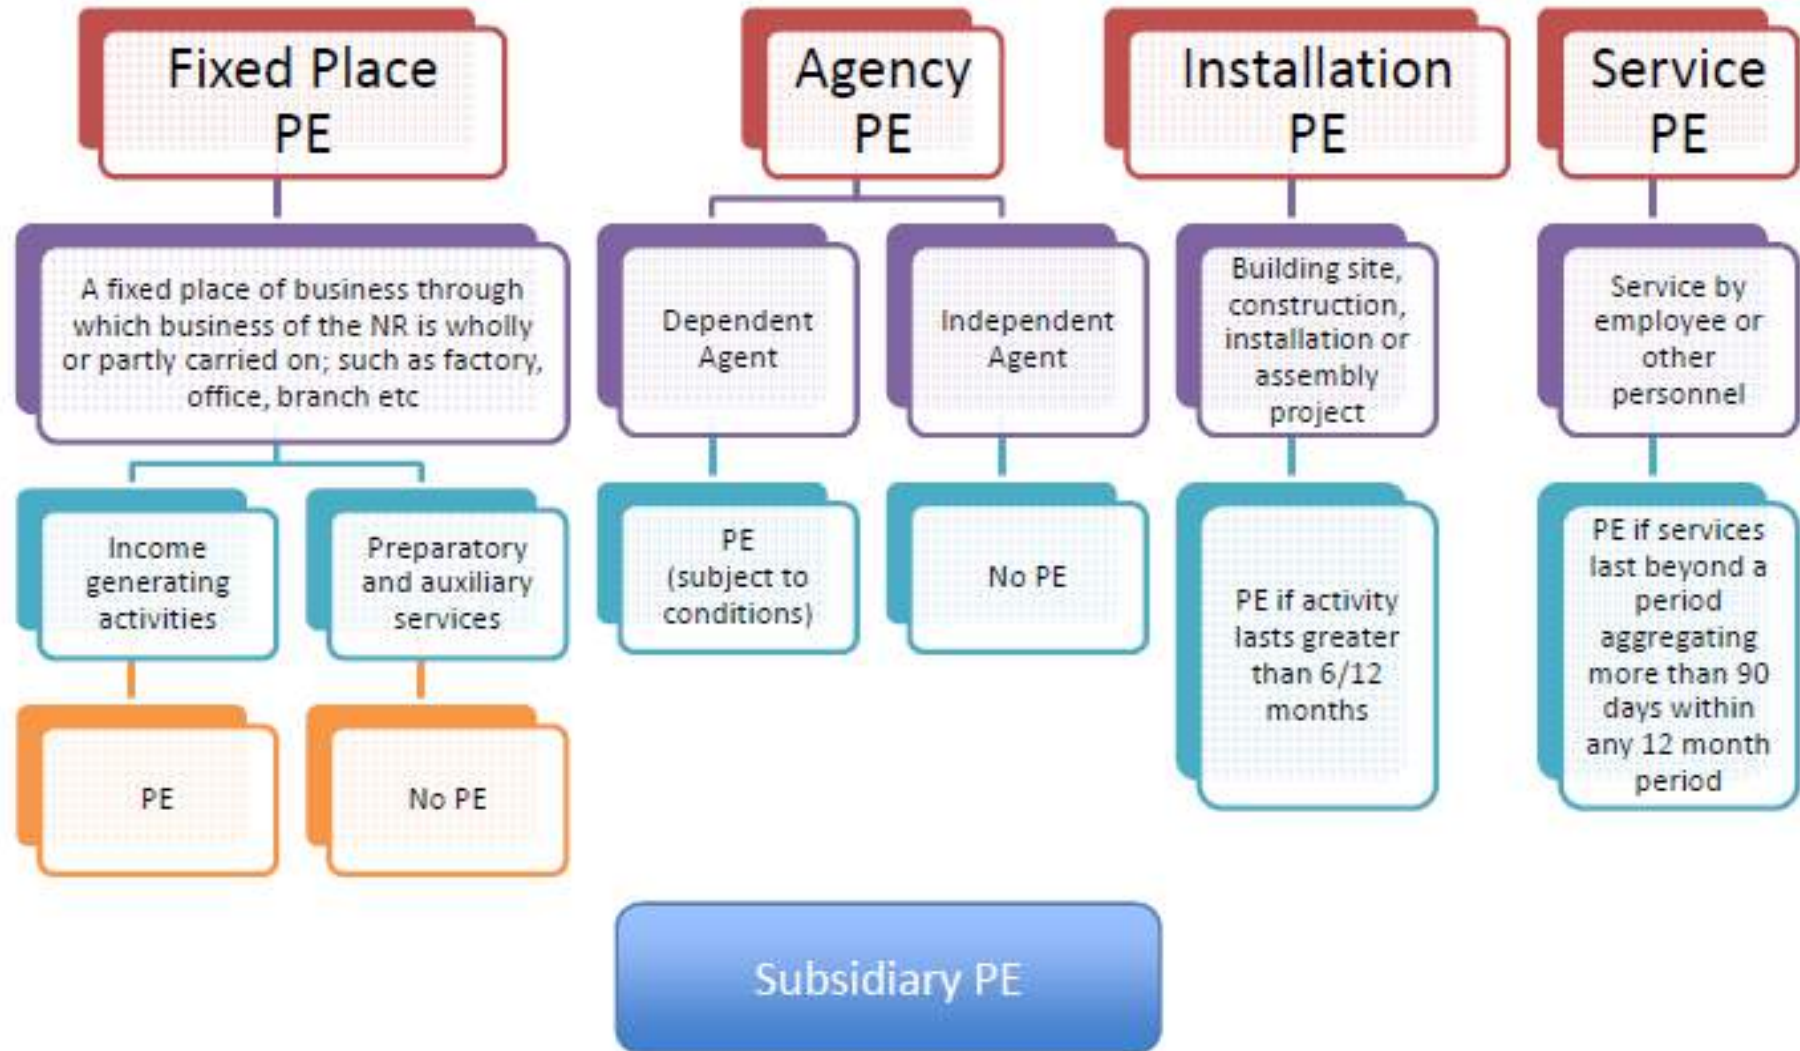 Fixed Place
PE
Agency
PE
Installation
PE
Service
PE
A fixed place of business through
which business of the NR is wholly
or partly carried on; such as factory,
office, branch etc
Dependent
Agent
Independent
Agent
Building site,
construction,
installation or
assembly
project
Service by
employee or
other
personnel
Income
generating
activities
Preparatory
and auxiliary
services
PE
(subject to
conditions)
No PE
PE if activity
lasts greater
than 6/12
months
PE if services
last beyond a
period
aggregating
more than 90
days within
any 12 month
period
PE
No PE
Subsidiary PE